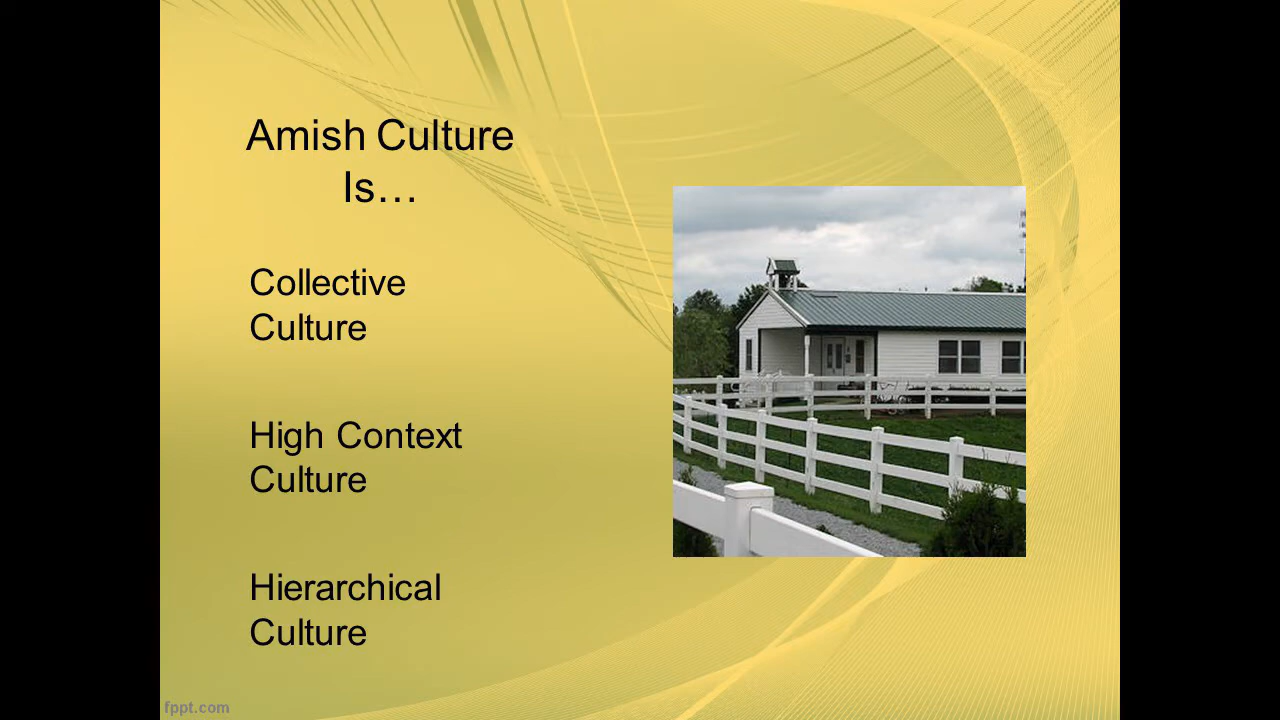 Amish Culture
Is…
Collective
Culture
High Context
Culture
Hierarchical
Culture
fppt.com